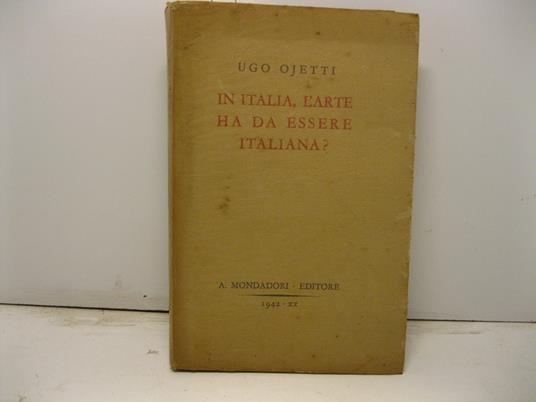 UGO OJETTI
IN ITALIA, L'ARTE
HA DA ESSERE
ITALIANA?
A. MONDADORI · EDITORE
1942 · XX